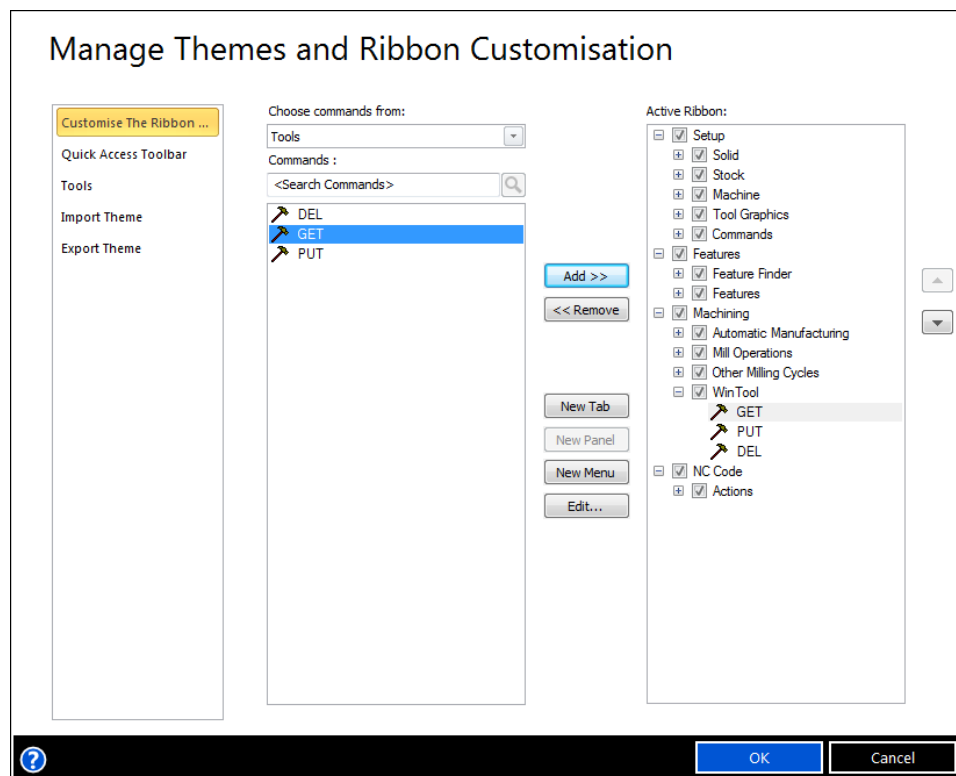 Manage Themes and Ribbon Customisation
Customise The Ribbon ...
Quick Access Toolbar
Tools
Import Theme
Export Theme
Choose commands from:
Tools
Commands :
<Search Commands>
DEL
GET
PUT
Add >>
<< Remove
New Tab
New Panel
New Menu
Edit...
Active Ribbon:
Setup
Solid
Stock
Machine
Tool Graphics
Commands
Features
Feature Finder
Features
Machining
Automatic Manufacturing
Mill Operations
Other Milling Cycles
WinTool
GET
PUT
DEL
NC Code
Actions
?
OK
Cancel